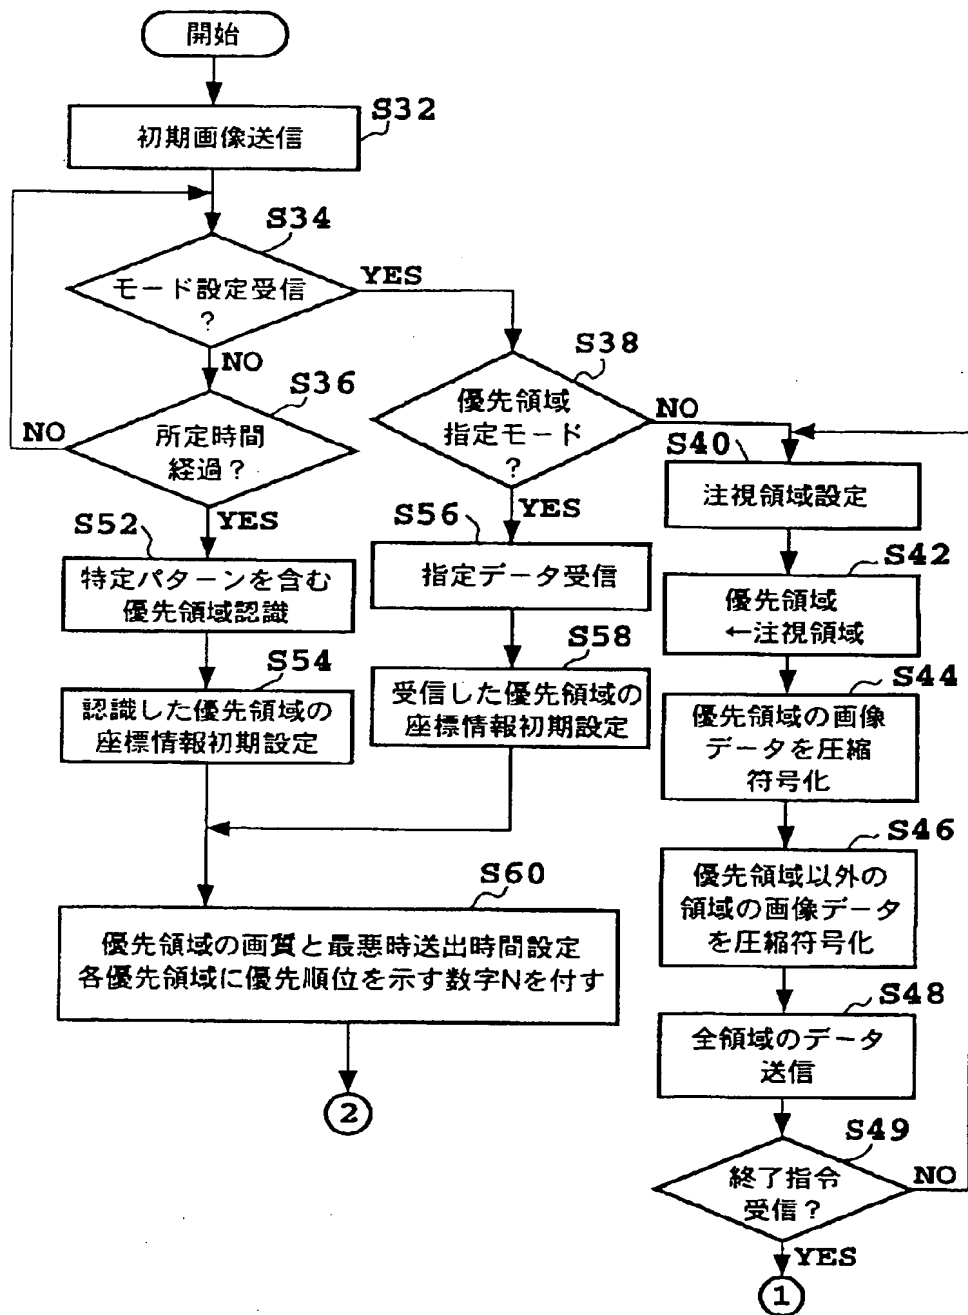 開始
S32
初期画像送信
S34
モード設定受信
?
YES
NO
S36
所定時間
経過?
NO
YES
S38
優先領域
指定モード
?
NO
YES
S40
注視領域設定
S42
優先領域
←注視領域
S44
優先領域の画像
データを圧縮
符号化
S46
優先領域以外の
領域の画像データ
を圧縮符号化
S48
全領域のデータ
送信
S49
終了指令
受信?
NO
YES
1
S52
特定パターンを含む
優先領域認識
S54
認識した優先領域の
座標情報初期設定
S56
指定データ受信
S58
受信した優先領域の
座標情報初期設定
S60
優先領域の画質と最悪時送出時間設定
各優先領域に優先順位を示す数字Nを付す
2